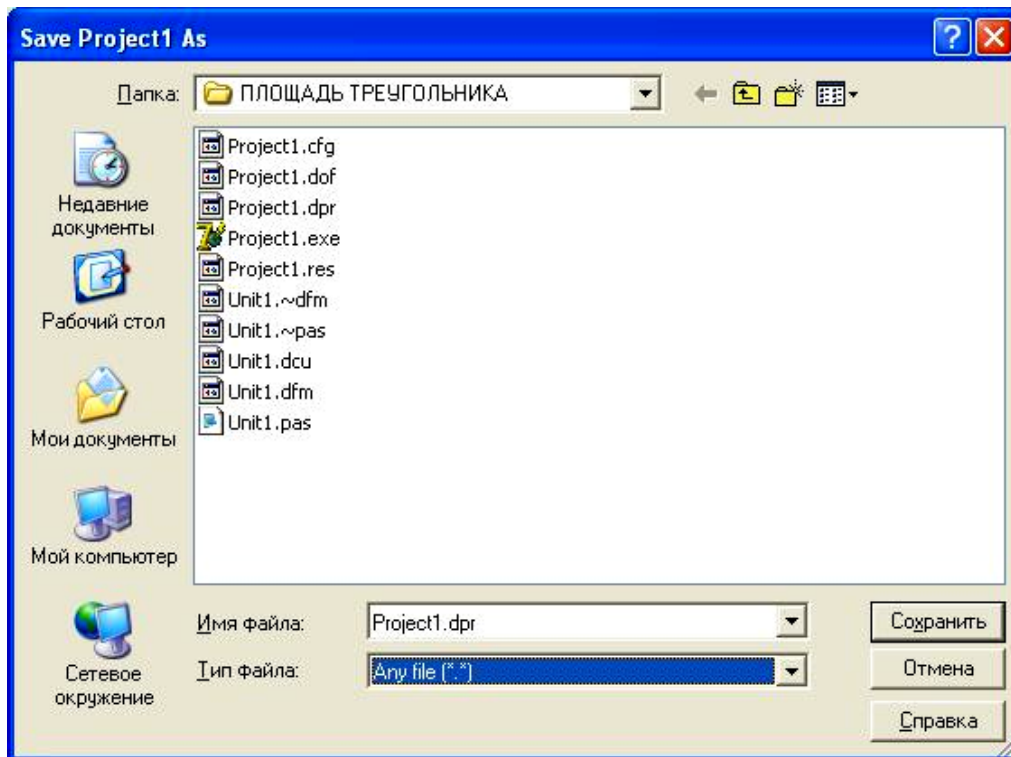 Save Project1 As
Папка:
ПЛОЩАДЬ ТРЕУГОЛЬНИКА
Недавние
документы
Рабочий стол
Мои документы
Мой компьютер
Сетевое
окружение
Project1.cfg
Project1.dof
Project1.dpr
Project1.exe
Project1.res
Unit1.~dfm
Unit1.~pas
Unit1.dcu
Unit1.dfm
Unit1.pas
Имя файла:
Project1.dpr
Сохранить
Тип файла:
Any file (*.*)
Отмена
Справка